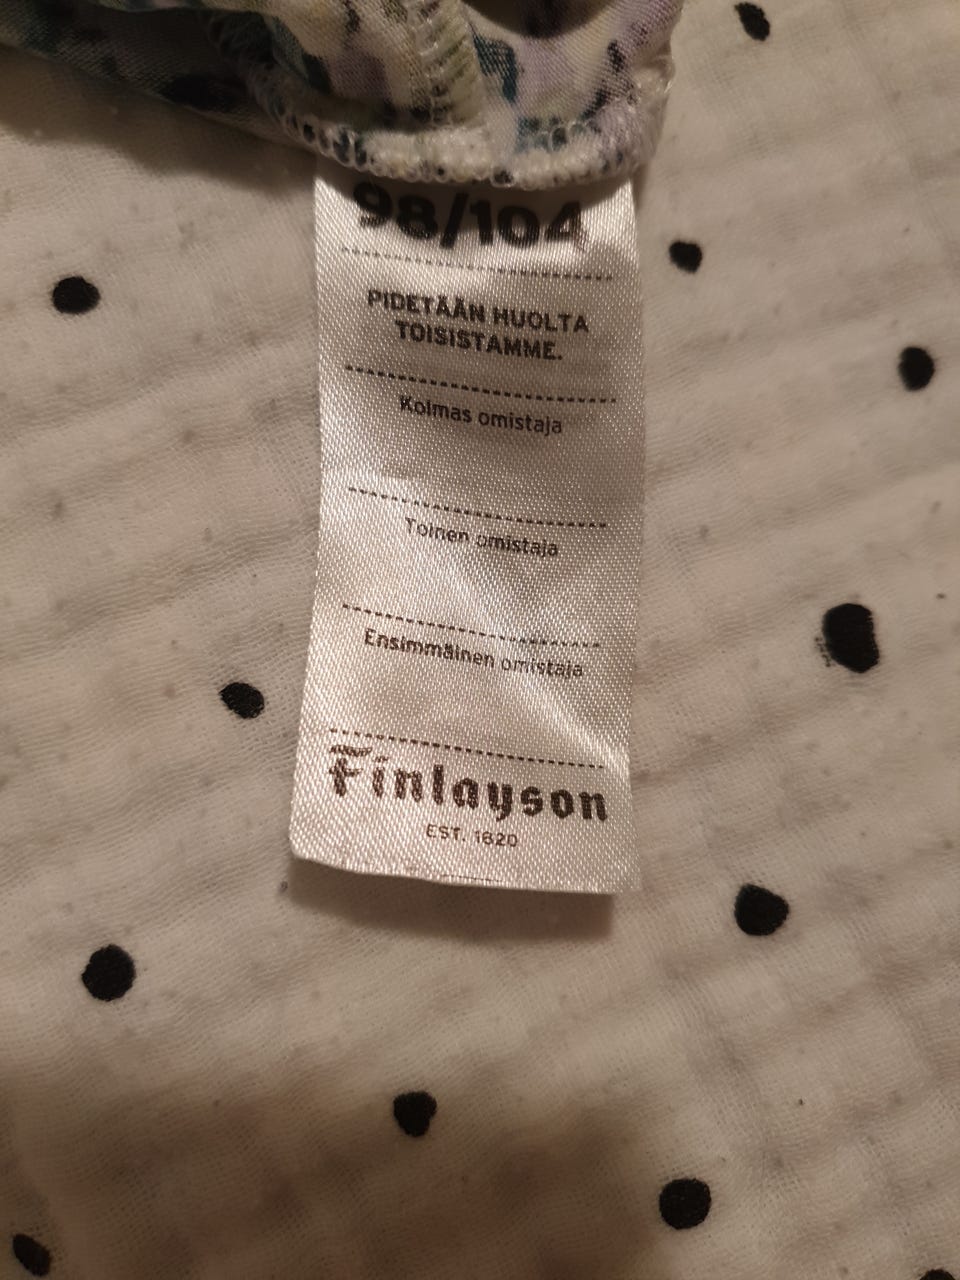 98/104
PIDETÄÄN HUOLTA
TOISISTAMME.
Kolmas omistaja
Toinen omistaja
Ensimmäinen omistaja
Finlayson
EST. 1820